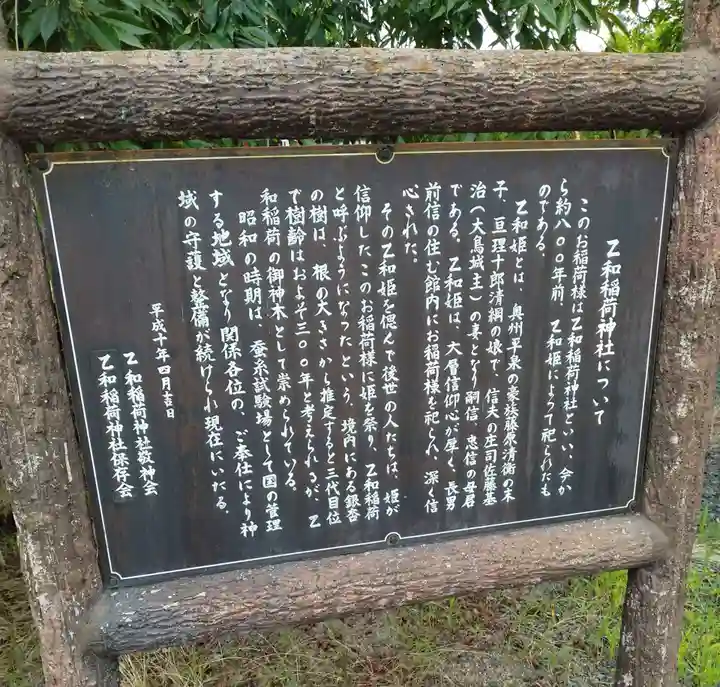 乙和稲荷神社について
このお稲荷様は乙和稲荷神社といい、今か
ら約八〇〇年前 乙和姫によって祀られたも
のである。
乙和姫とは、奥州平泉の豪族藤原清衡の末
子、亘理十郎清綱の娘で、信夫の庄司佐藤基
治(大鳥城主)の妻となり嗣信、忠信の母君
である。乙和姫は、大層信仰心が厚く、長男
前信の住む館内にお稲荷様を祀られ、深く信
心された。
その乙和姫を偲んで後世の人たちは、姫が
信仰した、このお稲荷様に姫を祭り、乙和稲荷
と呼ぶようになったという。境内にある銀杏
の樹は、根の大きさから推定すると三代目位
で樹齢はおよそ三〇〇年と考えられるが、乙
和稲荷の御神木として崇められている。
昭和の時期は、蚕糸試験場として国の管理
する地域となり 関係各位の、ご奉仕により神
域の守護と整備が続けられ 現在にいたる。
平成十年四月吉日
乙和稲荷神社敬神会
乙和稲荷神社保存会